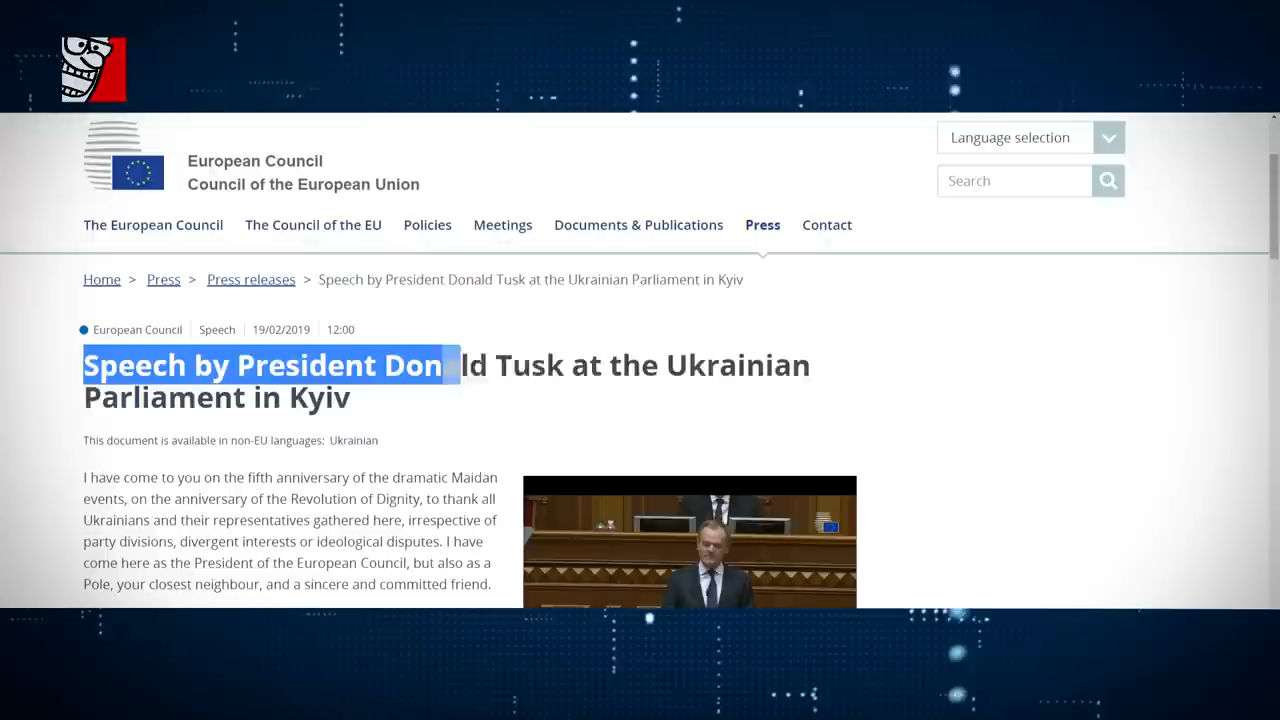 Language selection
European Council
Council of the European Union
Search
The European Council The Council of the EU Policies Meetings Documents & Publications Press Contact
Home > Press > Press releases > Speech by President Donald Tusk at the Ukrainian Parliament in Kyiv
European Council Speech 19/02/2019 12:00
Speech by President Donald Tusk at the Ukrainian
Parliament in Kyiv
This document is available in non-EU languages: Ukrainian
I have come to you on the fifth anniversary of the dramatic Maidan
events, on the anniversary of the Revolution of Dignity, to thank all
Ukrainians and their representatives gathered here, irrespective of
party divisions, divergent interests or ideological disputes. I have
come here as the President of the European Council, but also as a
Pole, your closest neighbour, and a sincere and committed friend.